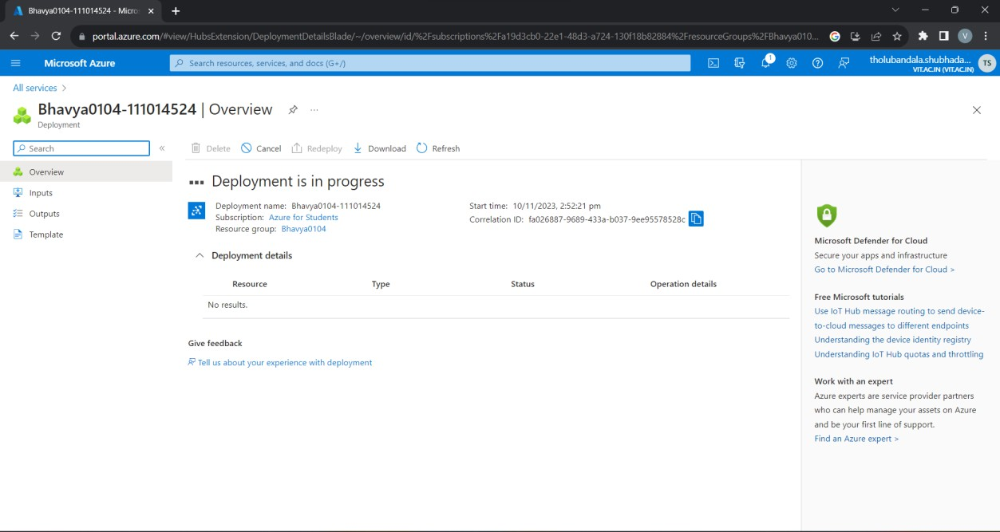 Bhavya0104-111014524 - Micros
portal.azure.com/#view/HubsExtension/DeploymentDetailsBlade/~/overview/id/%2Fsubscriptions%2Fa19d3cb0-22e1-48d3-a724-130f18b82884%2FresourceGroups%2FBhavya010...
V
Microsoft Azure
Search resources, services, and docs (G+/)
1
tholubandala.shubhada...
VIT.AC.IN (VIT.AC.IN)
TS
All services >
Bhavya0104-111014524 | Overview
Deployment
Search
Delete Cancel Redeploy Download Refresh
Overview
Inputs
Outputs
Template
Deployment is in progress
Deployment name: Bhavya0104-111014524
Subscription: Azure for Students
Resource group: Bhavya0104
Start time: 10/11/2023, 2:52:21 pm
Correlation ID: fa026887-9689-433a-b037-9ee95578528c
Deployment details
Resource Type Status Operation details
No results.
Give feedback
Tell us about your experience with deployment
Microsoft Defender for Cloud
Secure your apps and infrastructure
Go to Microsoft Defender for Cloud >
Free Microsoft tutorials
Use IoT Hub message routing to send device-
to-cloud messages to different endpoints
Understanding the device identity registry
Understanding IoT Hub quotas and throttling
Work with an expert
Azure experts are service provider partners
who can help manage your assets on Azure
and be your first line of support.
Find an Azure expert >